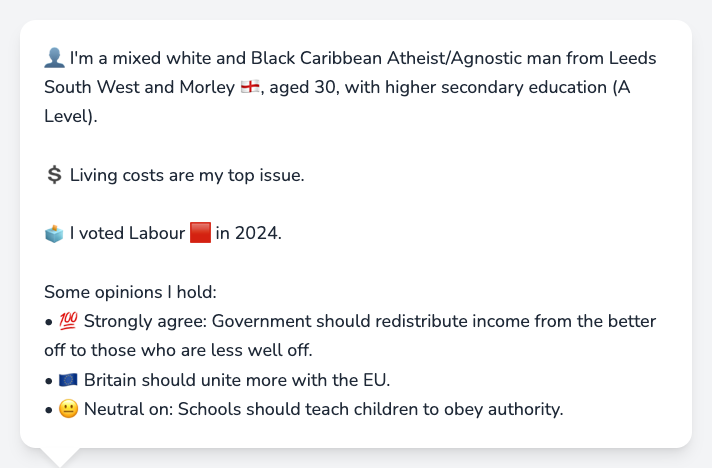 👤 I'm a mixed white and Black Caribbean Atheist/Agnostic man from Leeds
South West and Morley 🏴󠁧󠁢󠁥󠁮󠁧󠁿, aged 30, with higher secondary education (A
Level).
💲 Living costs are my top issue.
🗳️ I voted Labour 🟥 in 2024.
Some opinions I hold:
• 💯 Strongly agree: Government should redistribute income from the better
off to those who are less well off.
• 🇪🇺 Britain should unite more with the EU.
• 😐 Neutral on: Schools should teach children to obey authority.